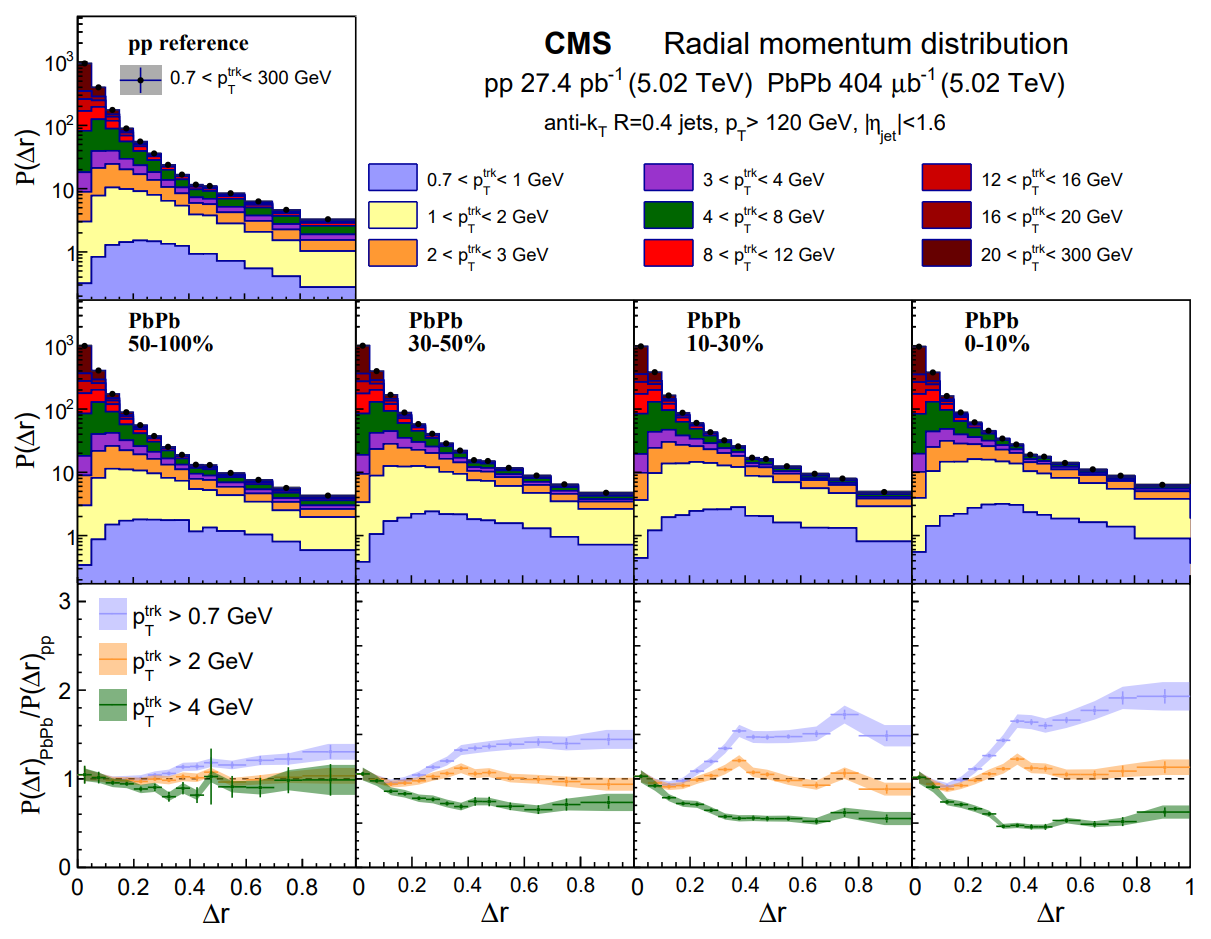 pp reference
0.7 < p_T^trk < 300 GeV
CMS Radial momentum distribution
pp 27.4 pb⁻¹ (5.02 TeV) PbPb 404 μb⁻¹ (5.02 TeV)
anti-k_T R=0.4 jets, p_T > 120 GeV, |η_jet|<1.6
0.7 < p_T^trk < 1 GeV
3 < p_T^trk < 4 GeV
12 < p_T^trk < 16 GeV
1 < p_T^trk < 2 GeV
4 < p_T^trk < 8 GeV
16 < p_T^trk < 20 GeV
2 < p_T^trk < 3 GeV
8 < p_T^trk < 12 GeV
20 < p_T^trk < 300 GeV
P(Δr)
10³
10²
10
1
PbPb
50-100%
PbPb
30-50%
PbPb
10-30%
PbPb
0-10%
P(Δr)
10³
10²
10
1
p_T^trk > 0.7 GeV
p_T^trk > 2 GeV
p_T^trk > 4 GeV
P(Δr)_PbPb/P(Δr)_pp
3
2
1
0
0 0.2 0.4 0.6 0.8 0 0.2 0.4 0.6 0.8 0 0.2 0.4 0.6 0.8 0 0.2 0.4 0.6 0.8 1
Δr Δr Δr Δr